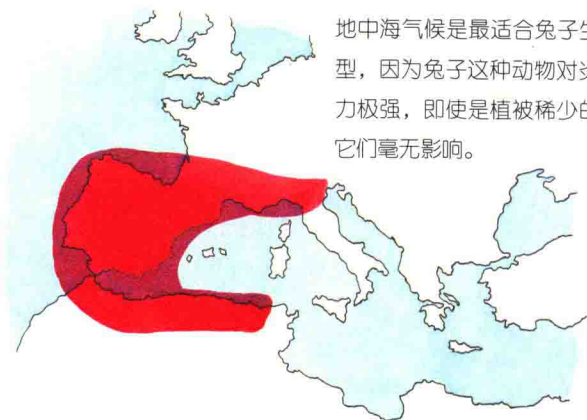 地中海气候是最适合兔子
型，因为兔子这种动物对
力极强，即使是植被稀少的
它们毫无影响。